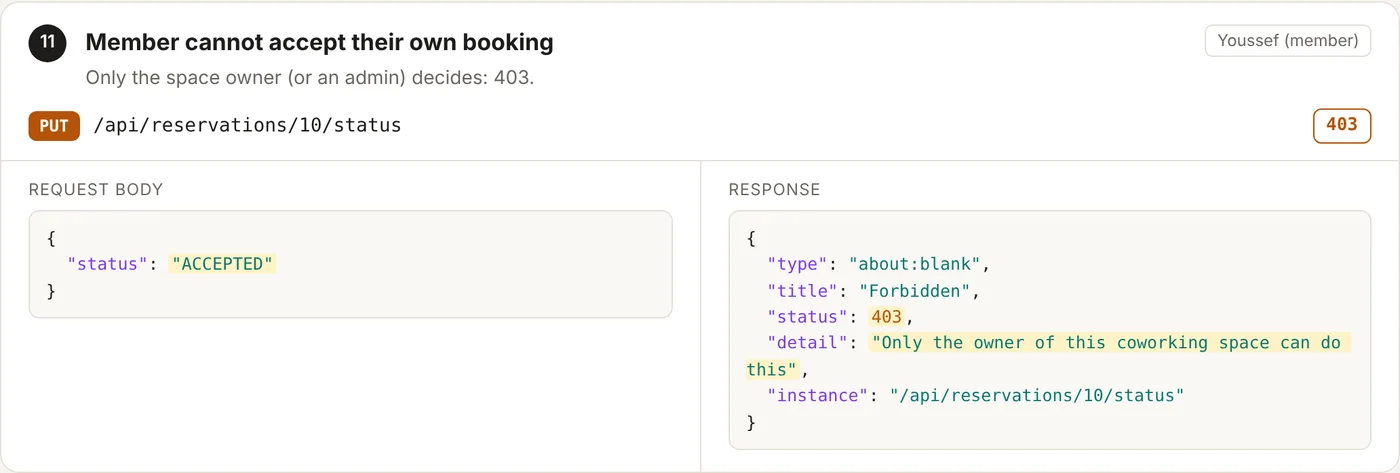 11
Member cannot accept their own booking
Youssef (member)
Only the space owner (or an admin) decides: 403.
PUT /api/reservations/10/status
403
REQUEST BODY
{
"status": "ACCEPTED"
}
RESPONSE
{
"type": "about:blank",
"title": "Forbidden",
"status": 403,
"detail": "Only the owner of this coworking space can do
this",
"instance": "/api/reservations/10/status"
}